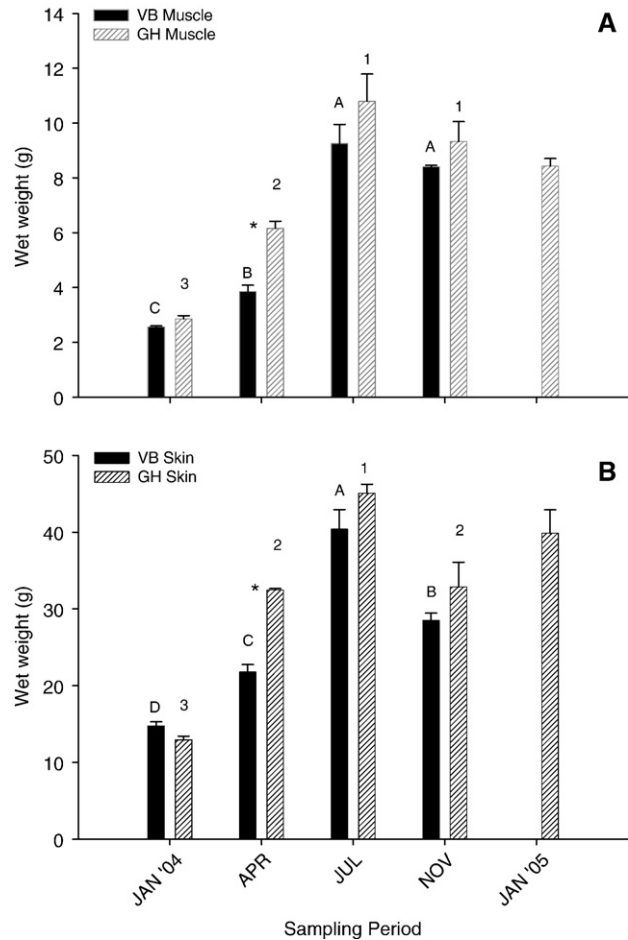 VB Muscle
GH Muscle
A
Wet weight (g)
14
12
10
8
6
4
2
0
C 3
* B 2
A 1
A 1
VB Skin
GH Skin
B
Wet weight (g)
50
40
30
20
10
0
D 3
* C 2
A 1
B 2
JAN '04 APR JUL NOV JAN '05
Sampling Period